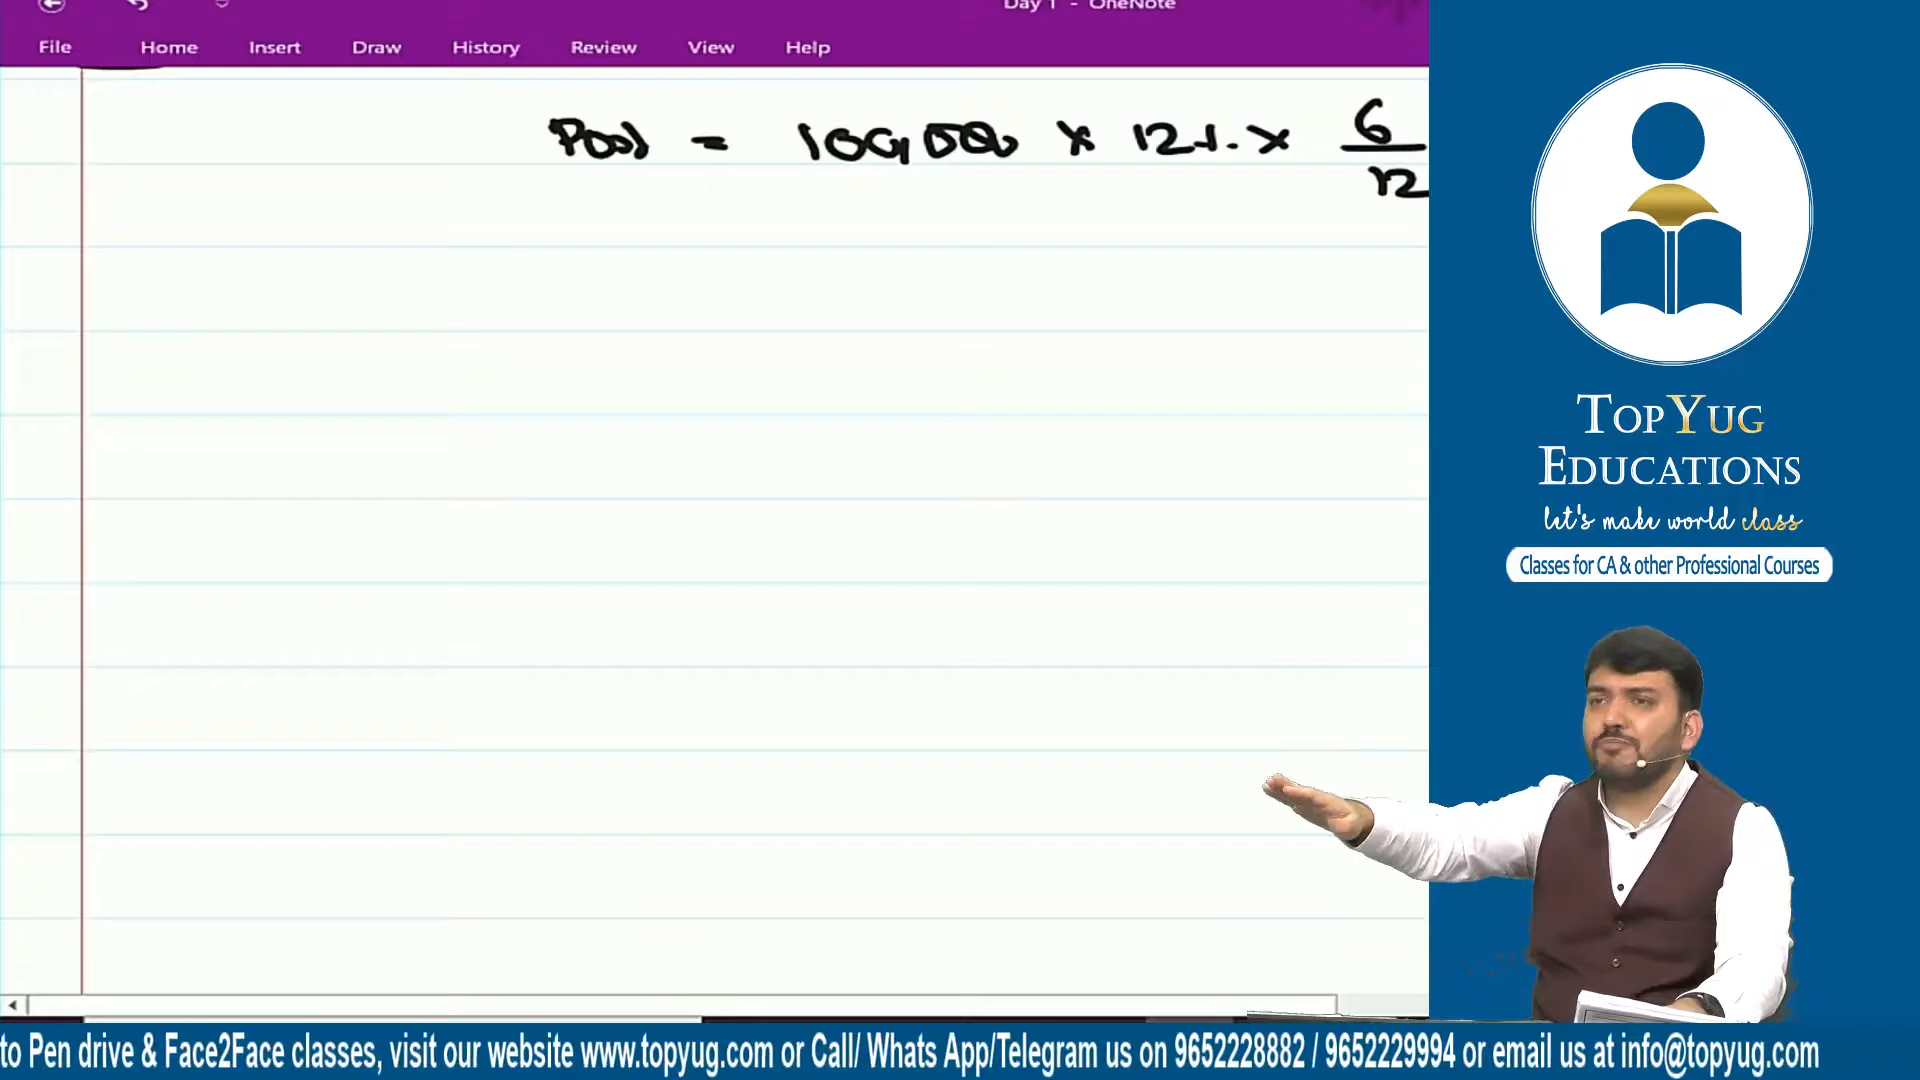 Day 1 - OneNote
File Home Insert Draw History Review View Help
= 100,000 × 12%. × 6/12
TOPYUG
EDUCATIONS
let's make world class
Classes for CA & other Professional Courses
to Pen drive & Face2Face classes, visit our website www.topyug.com or Call/ Whats App/Telegram us on 9652228882 / 9652229994 or email us at info@topyug.com